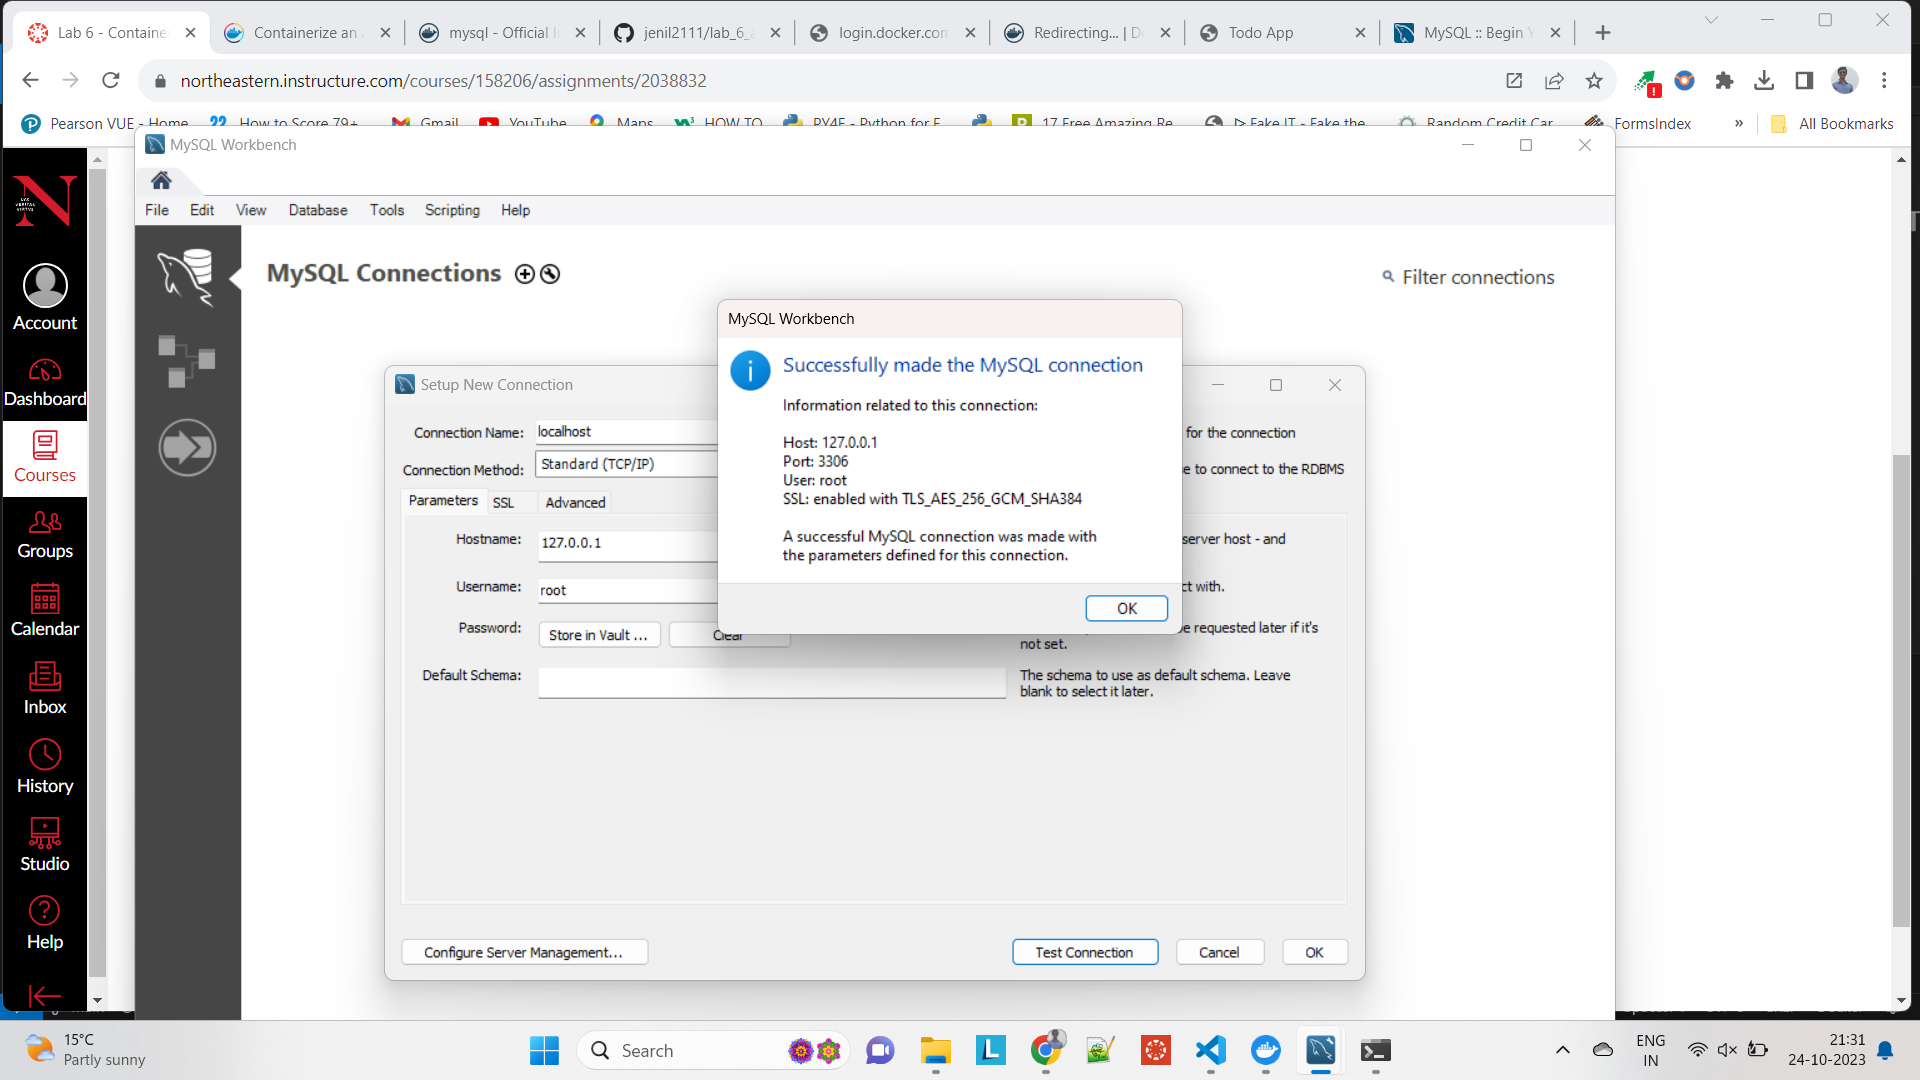 Lab 6 - Containe
Containerize an
mysql - Official I
jenil2111/lab_6_
login.docker.com
Redirecting... | D
Todo App
MySQL :: Begin Y
northeastern.instructure.com/courses/158206/assignments/2038832
Pearson VUE - Home
How to Score 79+
Gmail
YouTube
Maps
HOW TO
PY4E - Python for E
17 Free Amazing Re
Fake IT - Fake the
Random Credit Car
FormsIndex
»
All Bookmarks
MySQL Workbench
File Edit View Database Tools Scripting Help
MySQL Connections
Filter connections
Account
Dashboard
Courses
Groups
Calendar
Inbox
History
Studio
Help
Setup New Connection
Connection Name: localhost
for the connection
Connection Method: Standard (TCP/IP)
e to connect to the RDBMS
Parameters SSL Advanced
Hostname: 127.0.0.1
server host - and
Username: root
ct with.
Password: Store in Vault ... Clear
e requested later if it's
not set.
Default Schema:
The schema to use as default schema. Leave
blank to select it later.
Configure Server Management...
Test Connection
Cancel
OK
MySQL Workbench
Successfully made the MySQL connection
Information related to this connection:
Host: 127.0.0.1
Port: 3306
User: root
SSL: enabled with TLS_AES_256_GCM_SHA384
A successful MySQL connection was made with
the parameters defined for this connection.
OK
15°C
Partly sunny
Search
ENG
IN
21:31
24-10-2023